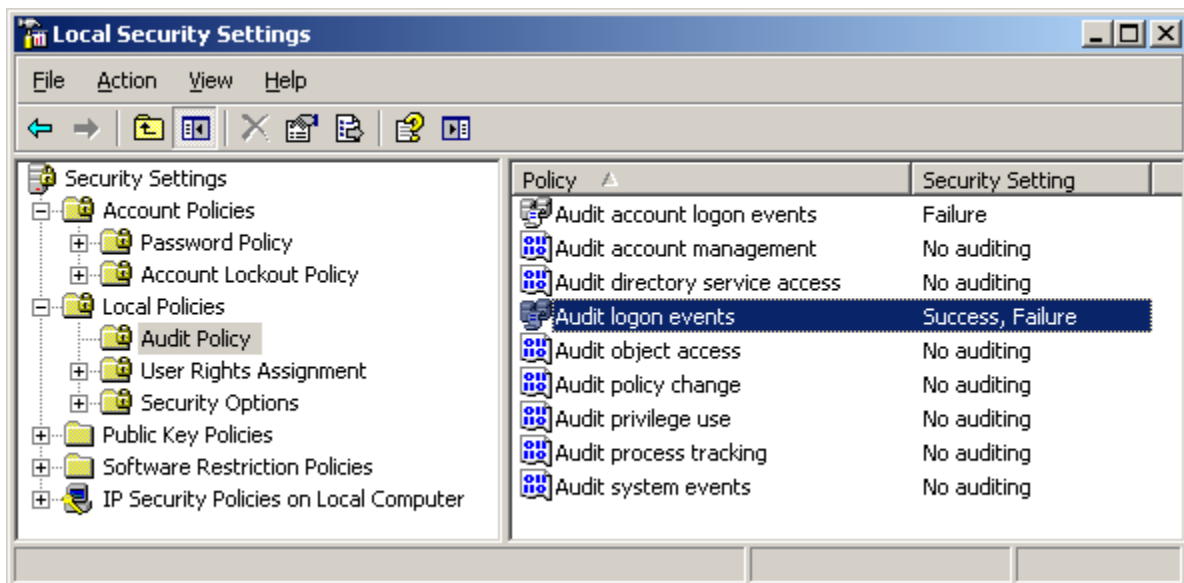 Local Security Settings
File Action View Help
Security Settings
Account Policies
Password Policy
Account Lockout Policy
Local Policies
Audit Policy
User Rights Assignment
Security Options
Public Key Policies
Software Restriction Policies
IP Security Policies on Local Computer
Policy Security Setting
Audit account logon events Failure
Audit account management No auditing
Audit directory service access No auditing
Audit logon events Success, Failure
Audit object access No auditing
Audit policy change No auditing
Audit privilege use No auditing
Audit process tracking No auditing
Audit system events No auditing